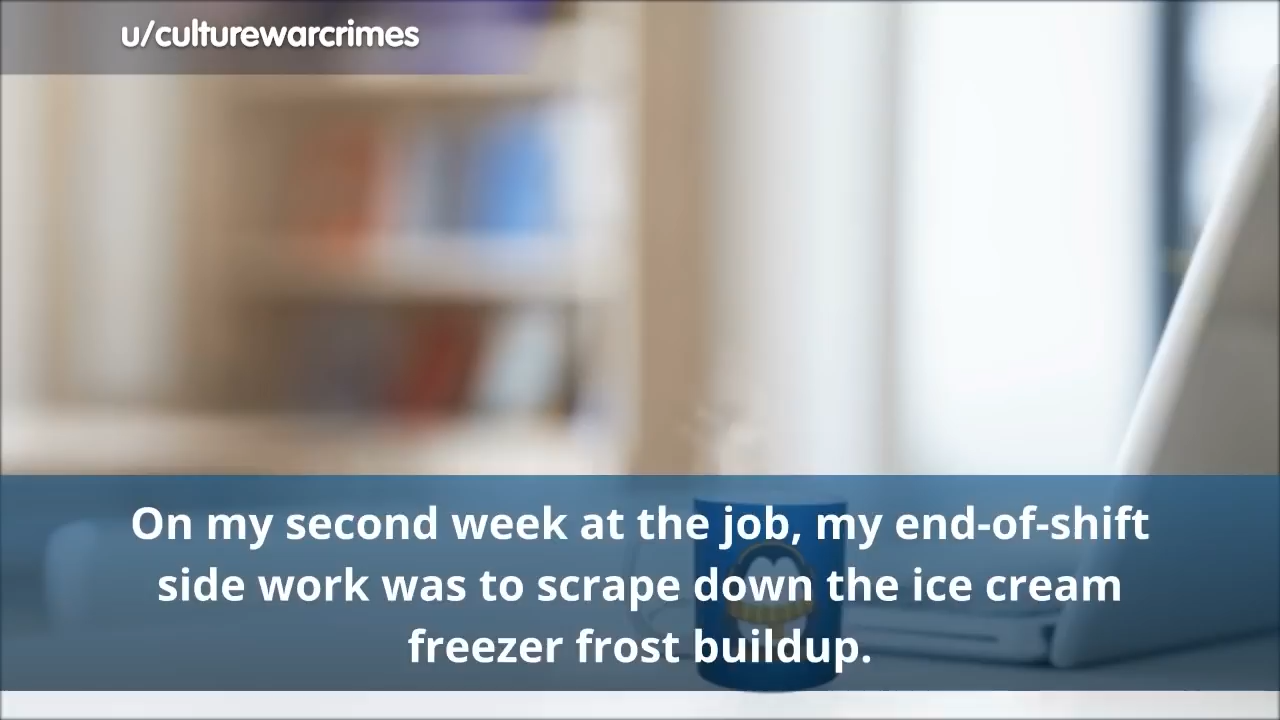 u/culturewarcrimes
On my second week at the job, my end-of-shift
side work was to scrape down the ice cream
freezer frost buildup.